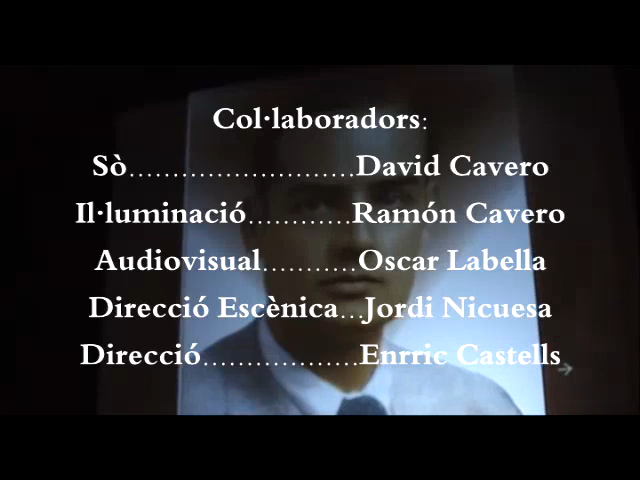 Col·laboradors:
Sò.........................David Cavero
Il·luminació............Ramón Cavero
Audiovisual...........Oscar Labella
Direcció Escènica...Jordi Nicuesa
Direcció..................Enrric Castells